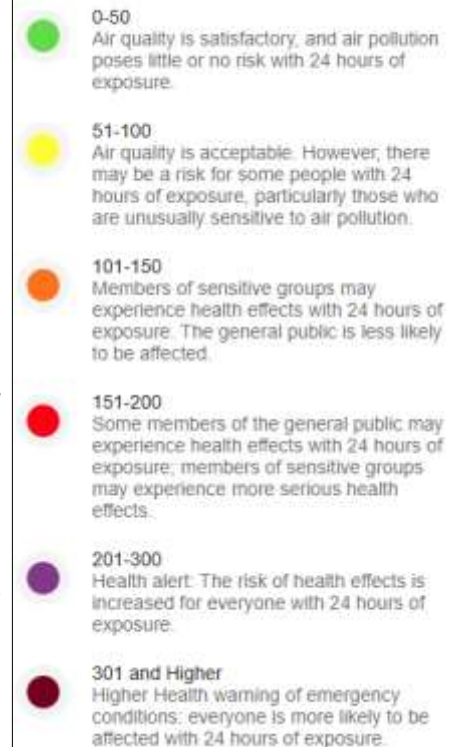 0-50
Air quality is satisfactory, and air pollution
poses little or no risk with 24 hours of
exposure.
51-100
Air quality is acceptable. However, there
may be a risk for some people with 24
hours of exposure, particularly those who
are unusually sensitive to air pollution.
101-150
Members of sensitive groups may
experience health effects with 24 hours of
exposure. The general public is less likely
to be affected.
151-200
Some members of the general public may
experience health effects with 24 hours of
exposure; members of sensitive groups
may experience more serious health
effects.
201-300
Health alert: The risk of health effects is
increased for everyone with 24 hours of
exposure.
301 and Higher
Higher Health warning of emergency
conditions: everyone is more likely to be
affected with 24 hours of exposure.